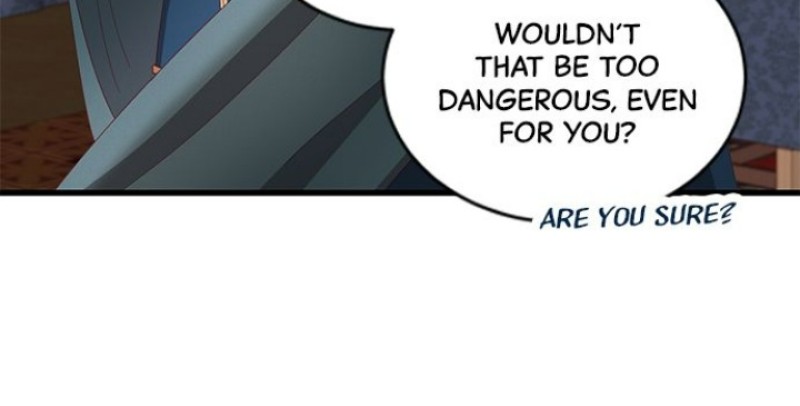 WOULDN'T
THAT BE TOO
DANGEROUS, EVEN
FOR YOU?
ARE YOU SURE?